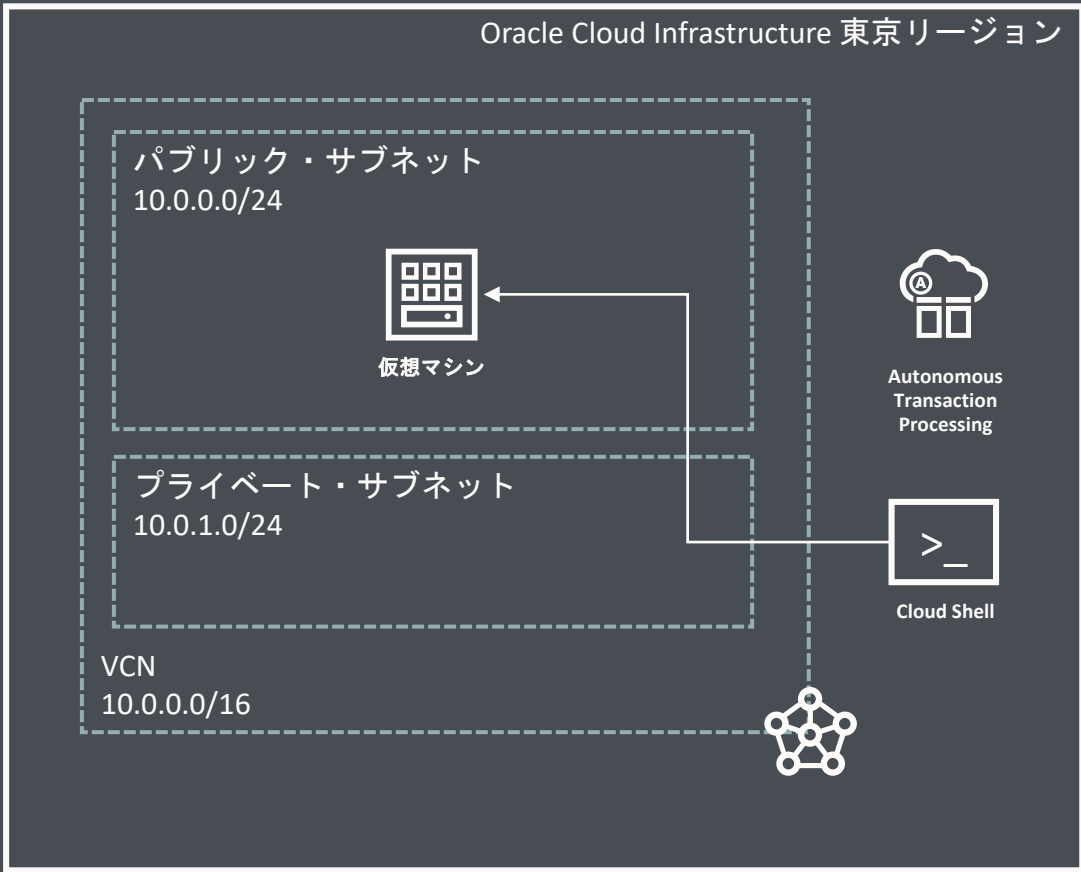 Oracle Cloud Infrastructure 東京リージョン
パブリック・サブネット
10.0.0.0/24
仮想マシン
A
Autonomous
Transaction
Processing
プライベート・サブネット
10.0.1.0/24
>_
Cloud Shell
VCN
10.0.0.0/16